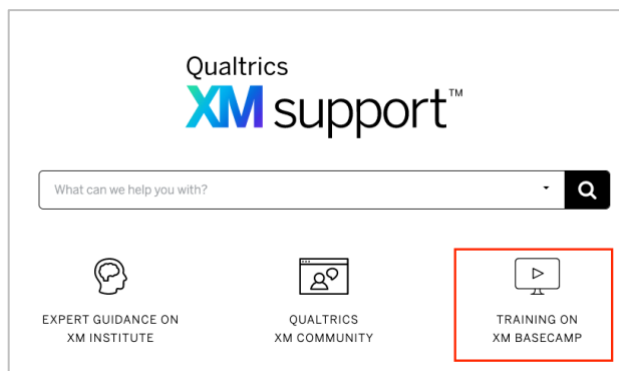 Qualtrics
XM support™
What can we help you with?
EXPERT GUIDANCE ON
XM INSTITUTE
QUALTRICS
XM COMMUNITY
TRAINING ON
XM BASECAMP